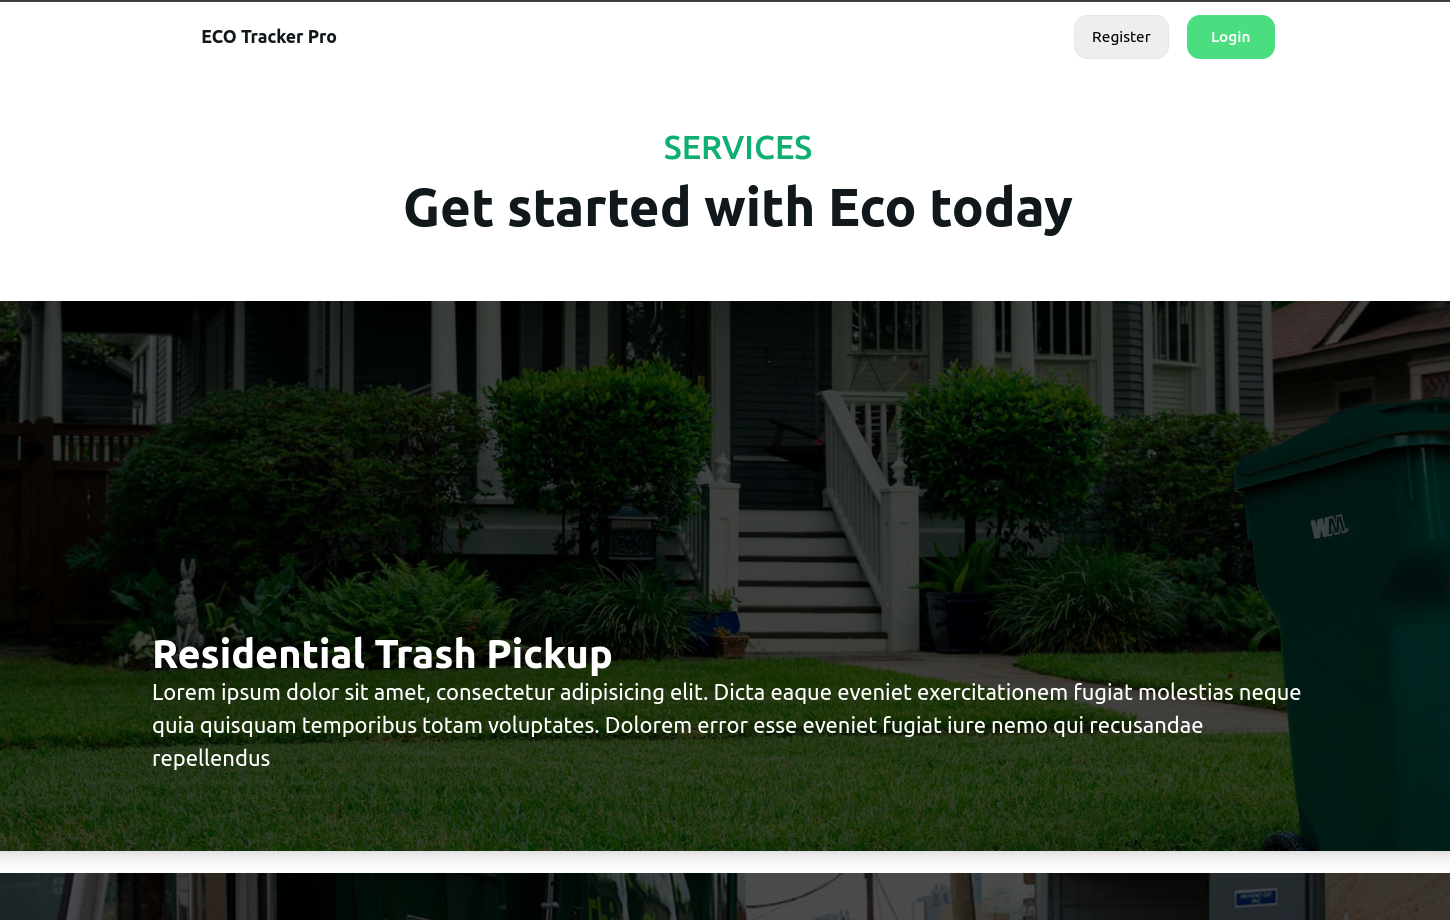 ECO Tracker Pro
Register
Login
SERVICES
Get started with Eco today
WM
Residential Trash Pickup
Lorem ipsum dolor sit amet, consectetur adipisicing elit. Dicta eaque eveniet exercitationem fugiat molestias neque
quia quisquam temporibus totam voluptates. Dolorem error esse eveniet fugiat iure nemo qui recusandae
repellendus